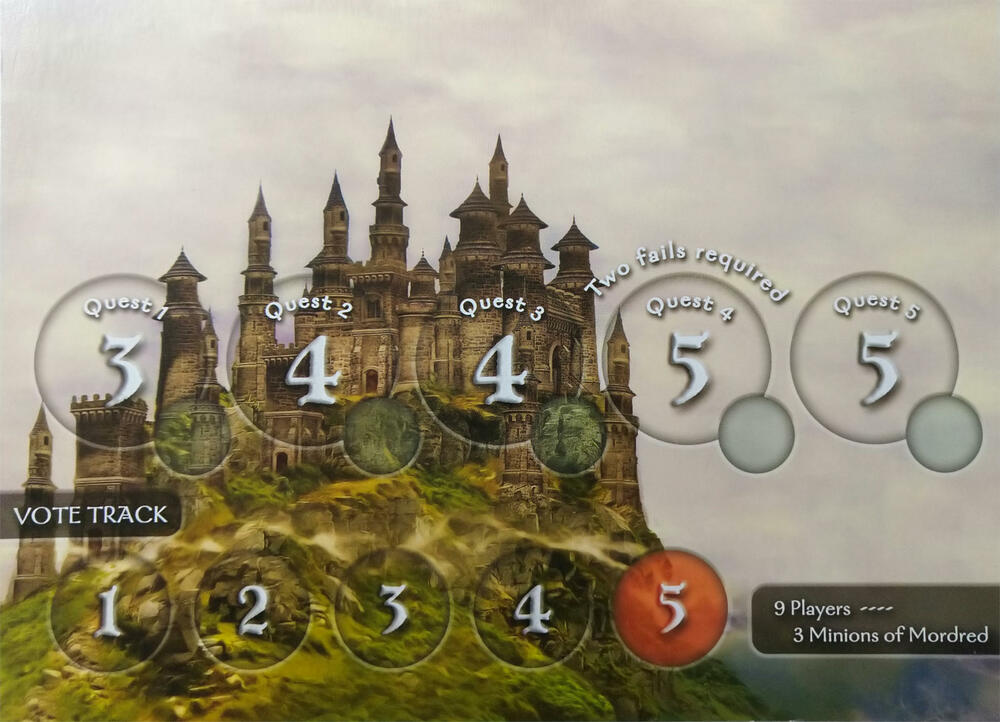 Two fails required
Quest 1
Quest 2
Quest 3
Quest 4
Quest 5
3
4
4
5
5
VOTE TRACK
1
2
3
4
5
9 Players ----
3 Minions of Mordred